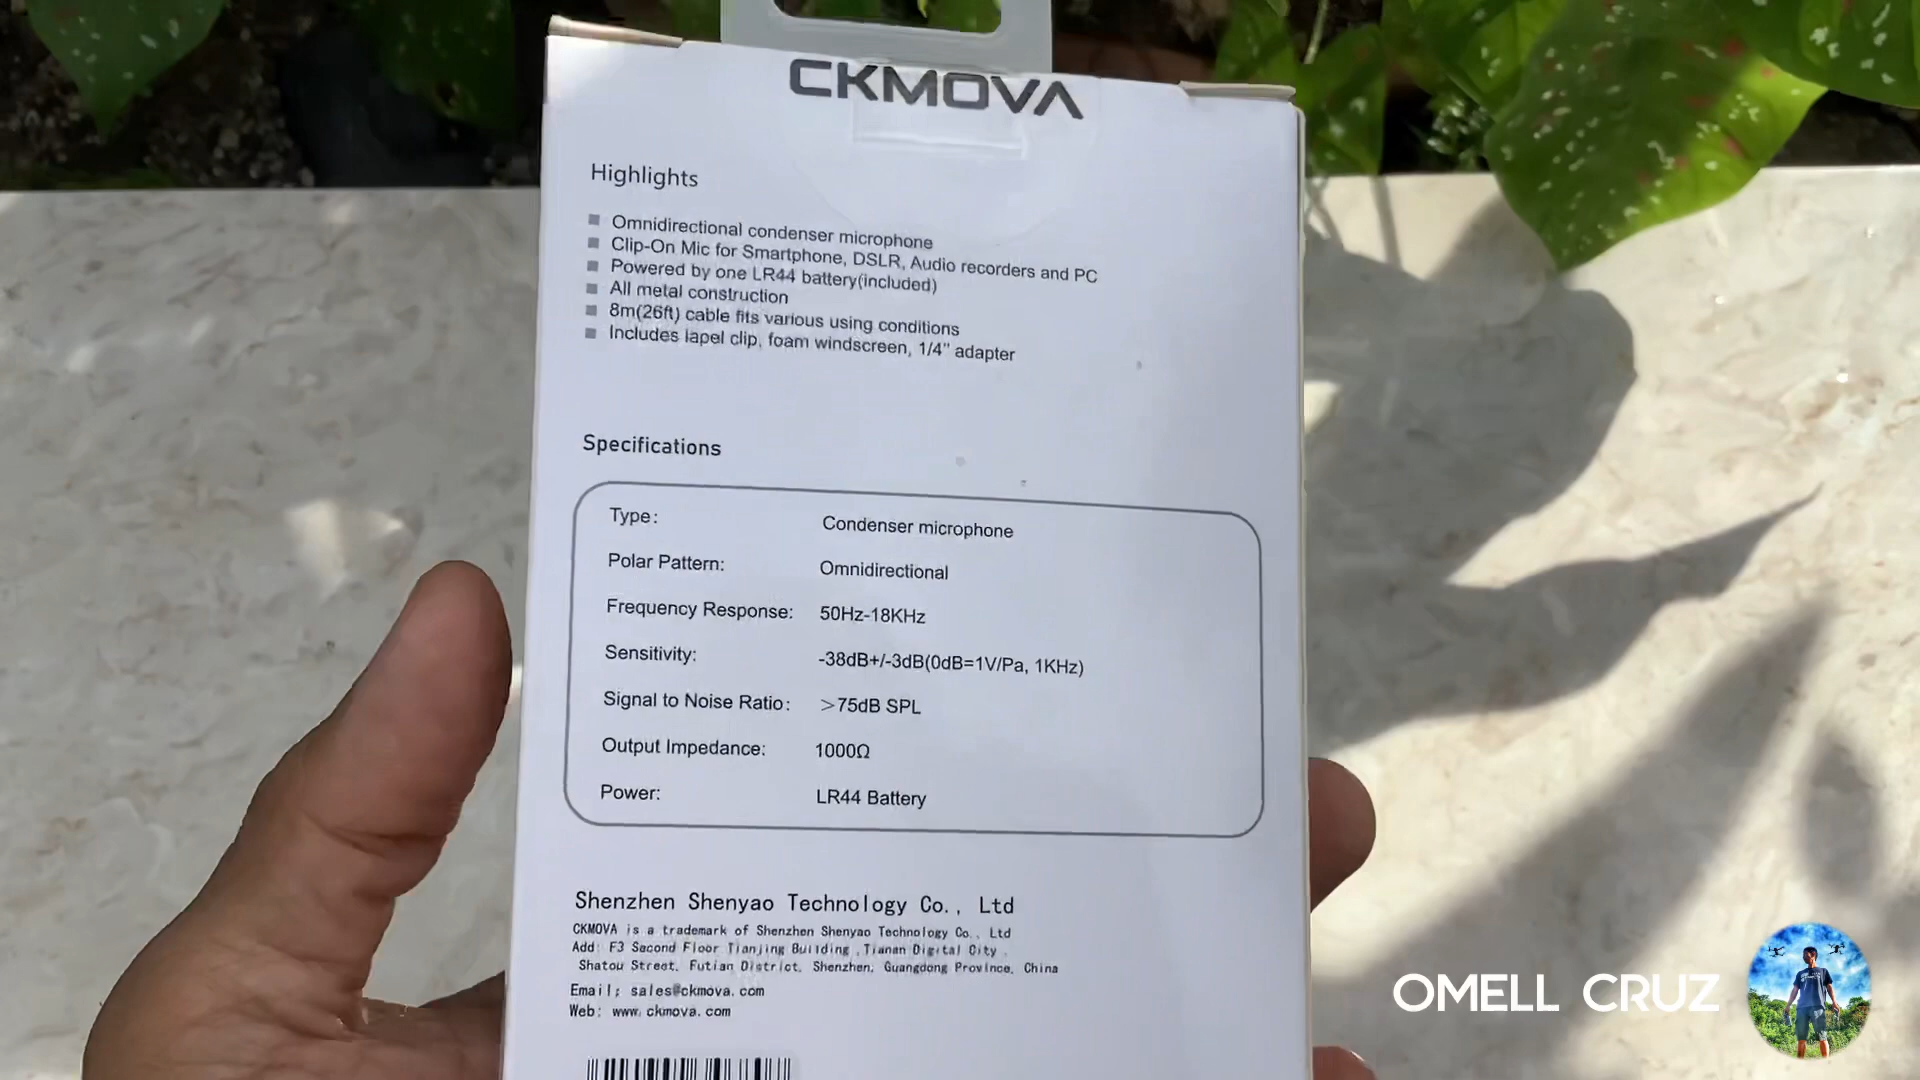 CKMOVA
Highlights
Omnidirectional condenser microphone
Clip-On Mic for Smartphone, DSLR, Audio recorders and PC
Powered by one LR44 battery(included)
All metal construction
8m(26ft) cable fits various using conditions
Includes lapel clip, foam windscreen, 1/4" adapter
Specifications
Type: Condenser microphone
Polar Pattern: Omnidirectional
Frequency Response: 50Hz-18KHz
Sensitivity: -38dB+/-3dB(0dB=1V/Pa, 1KHz)
Signal to Noise Ratio: >75dB SPL
Output Impedance: 1000Ω
Power: LR44 Battery
Shenzhen Shenyao Technology Co., Ltd
CKMOVA is a trademark of Shenzhen Shenyao Technology Co., Ltd
Add: F3 Second Floor Tianjing Building ,Tianan Digital City ,
Shatou Street, Futian District, Shenzhen, Guangdong Province, China
Email; sales@ckmova.com
Web: www.ckmova.com
OMELL CRUZ